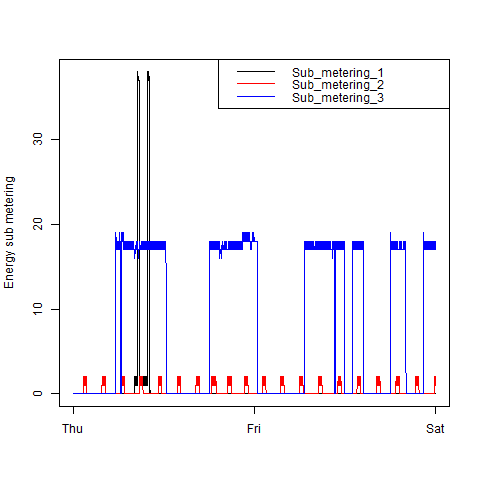 Sub_metering_1
Sub_metering_2
Sub_metering_3
Energy sub metering
30
20
10
0
Thu Fri Sat